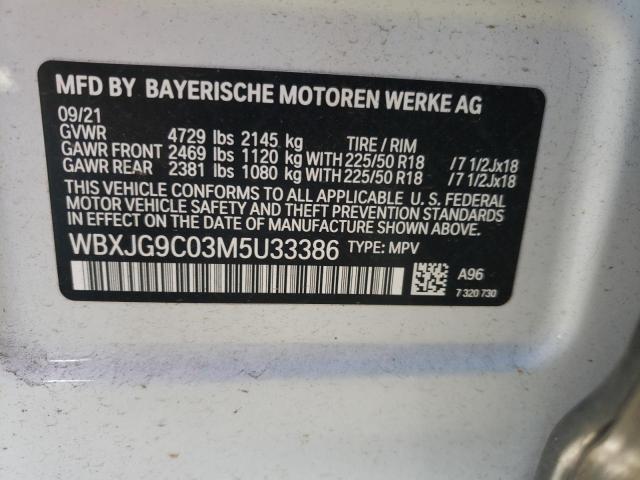 MFD BY BAYERISCHE MOTOREN WERKE AG
09/21
GVWR 4729 lbs 2145 kg TIRE / RIM
GAWR FRONT 2469 lbs 1120 kg WITH 225/50 R18 /7 1/2Jx18
GAWR REAR 2381 lbs 1080 kg WITH 225/50 R18 /7 1/2Jx18
THIS VEHICLE CONFORMS TO ALL APPLICABLE U. S. FEDERAL
MOTOR VEHICLE SAFETY AND THEFT PREVENTION STANDARDS IN
EFFECT ON THE DATE OF MANUFACTURE SHOWN ABOVE.
WBXJG9C03M5U33386 TYPE: MPV
A96
7 320 730